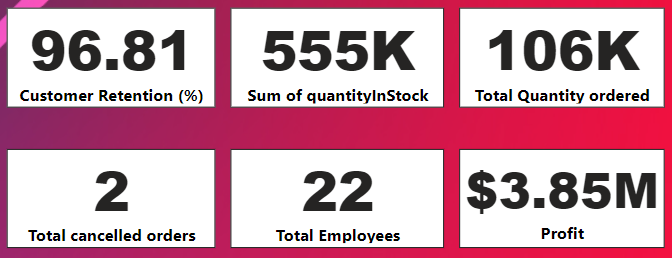 96.81
Customer Retention (%)
555K
Sum of quantityInStock
106K
Total Quantity ordered
2
Total cancelled orders
22
Total Employees
$3.85M
Profit